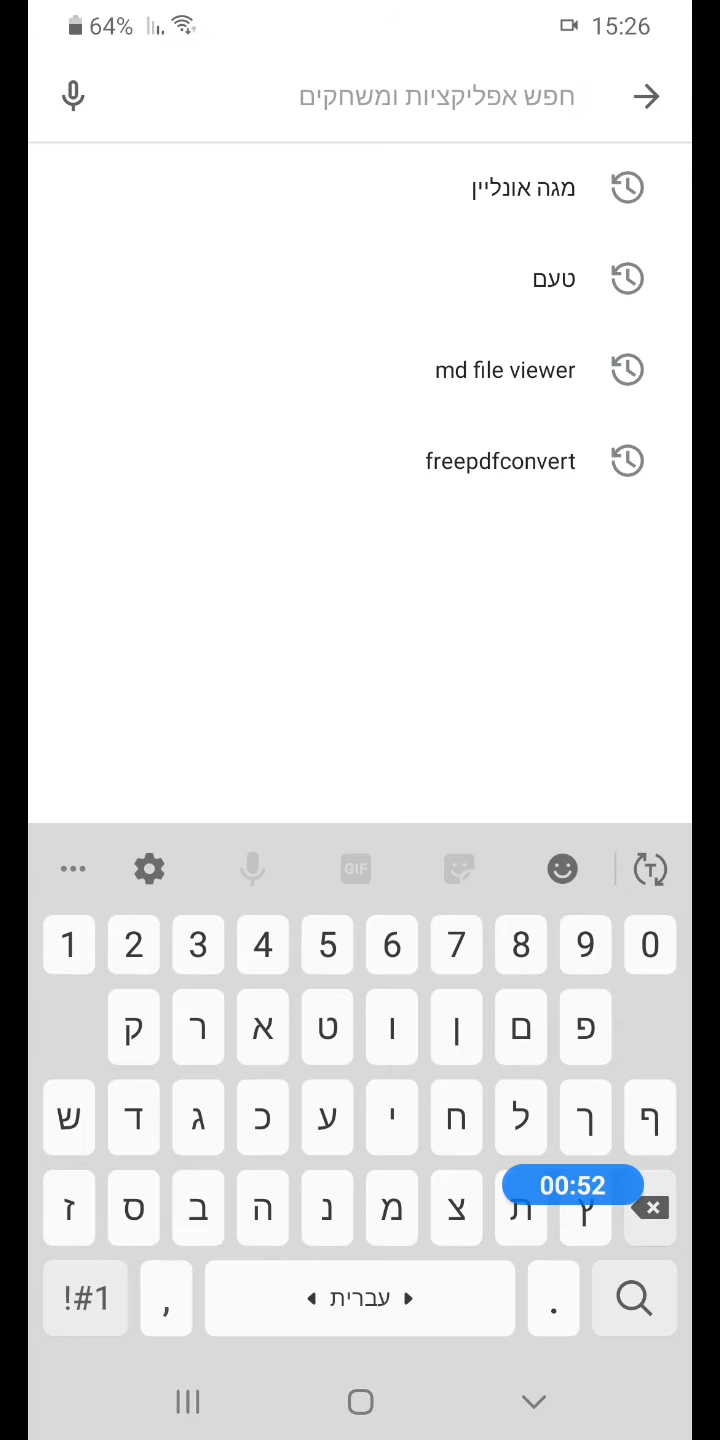 64% 15:26
חפש אפליקציות ומשחקים
מגה אונליין
טעם
md file viewer
freepdfconvert
GIF T
1 2 3 4 5 6 7 8 9 0
ק ר א ט ו ן ם פ
ש ד ג כ ע י ח ל ך ף
ז ס ב ה נ מ צ ת ץ
00:52
!#1 , עברית .